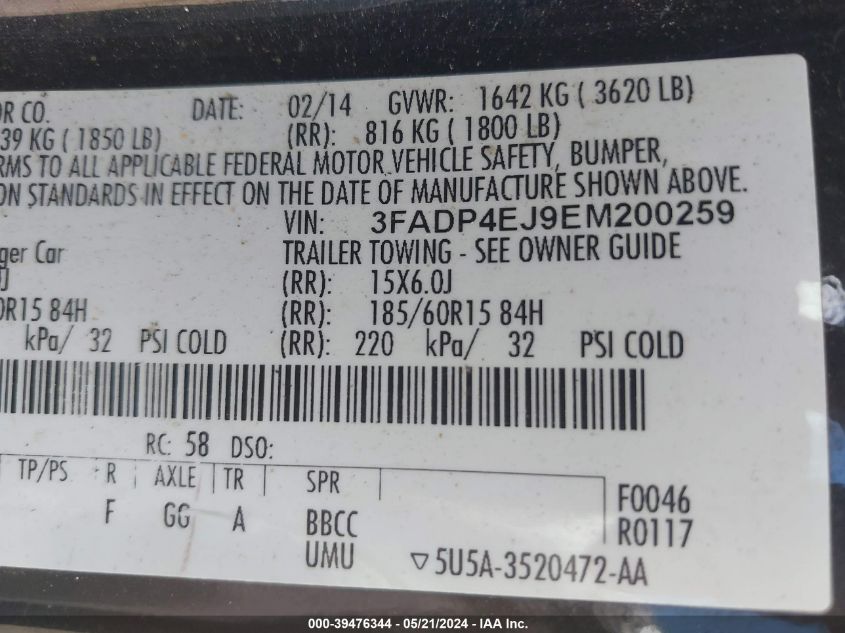 OR CO. DATE: 02/14 GVWR: 1642 KG ( 3620 LB)
39 KG ( 1850 LB) (RR): 816 KG ( 1800 LB)
RMS TO ALL APPLICABLE FEDERAL MOTOR VEHICLE SAFETY, BUMPER,
ON STANDARDS IN EFFECT ON THE DATE OF MANUFACTURE SHOWN ABOVE.
VIN: 3FADP4EJ9EM200259
ger Car TRAILER TOWING - SEE OWNER GUIDE
J (RR): 15X6.0J
0R15 84H (RR): 185/60R15 84H
kPa/ 32 PSI COLD (RR): 220 kPa/ 32 PSI COLD
RC: 58 DSO:
TP/PS R AXLE TR SPR
F GG A BBCC F0046
UMU R0117
▽5U5A-3520472-AA
000-39476344 - 05/21/2024 - IAA Inc.